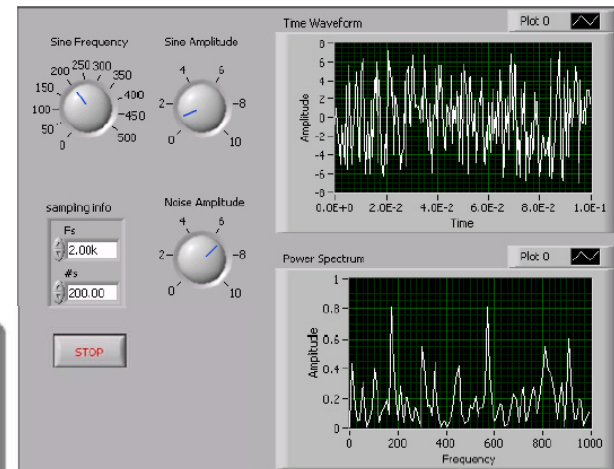 Time Waveform
Plot 0
Sine Frequency
Sine Amplitude
0
50
100
150
200
250
300
350
400
450
500
0
2
4
6
8
10
8
6
4
2
0
-2
-4
-6
-8
Amplitude
0.0E+0
2.0E-2
4.0E-2
6.0E-2
8.0E-2
1.0E-1
Time
sampling info
Fs
2.00k
#s
200.00
Noise Amplitude
0
2
4
6
8
10
STOP
Power Spectrum
Plot 0
1
0.8
0.6
0.4
0.2
0
Amplitude
0
200
400
600
800
1000
Frequency